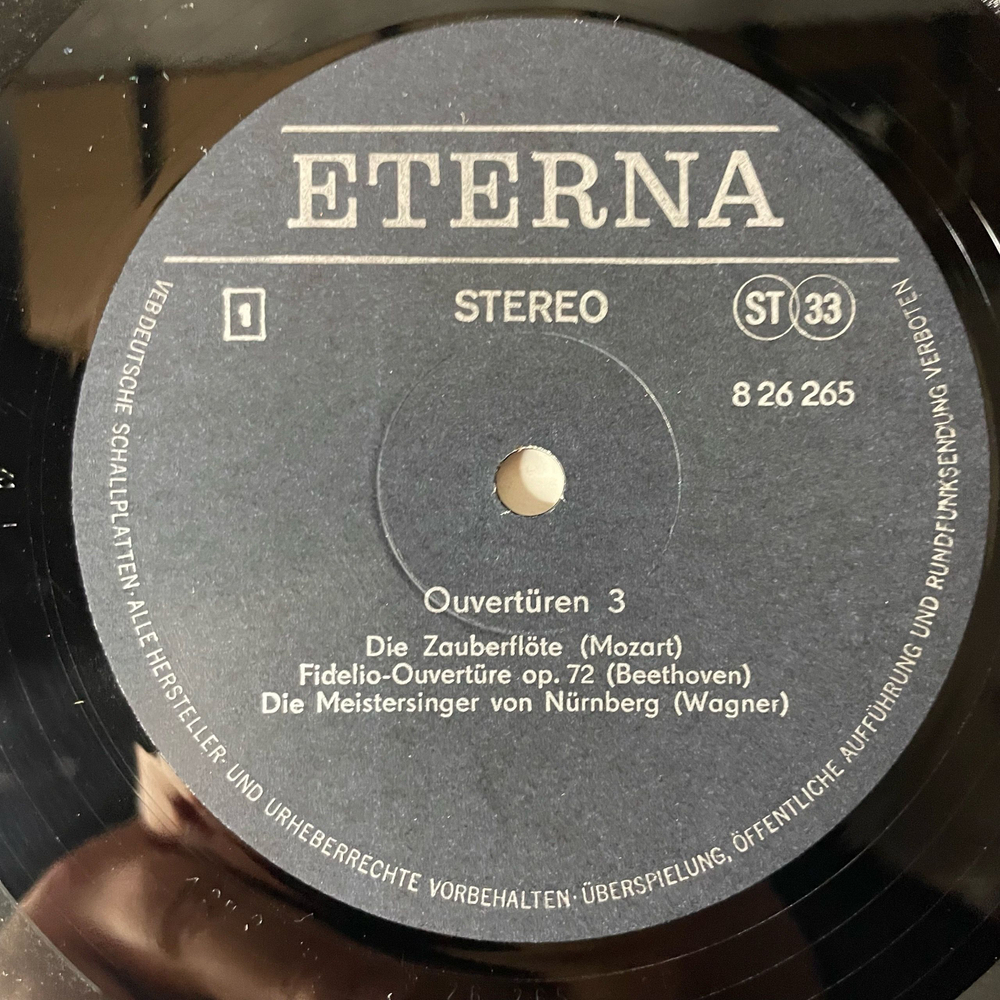 ETERNA
1
STEREO
ST 33
8 26 265
Ouvertüren 3
Die Zauberflöte (Mozart)
Fidelio-Ouvertüre op. 72 (Beethoven)
Die Meistersinger von Nürnberg (Wagner)
VEB DEUTSCHE SCHALLPLATTEN · ALLE HERSTELLER- UND URHEBERRECHTE VORBEHALTEN · ÜBERSPIELUNG, ÖFFENTLICHE AUFFÜHRUNG UND RUNDFUNKSENDUNG VERBOTEN